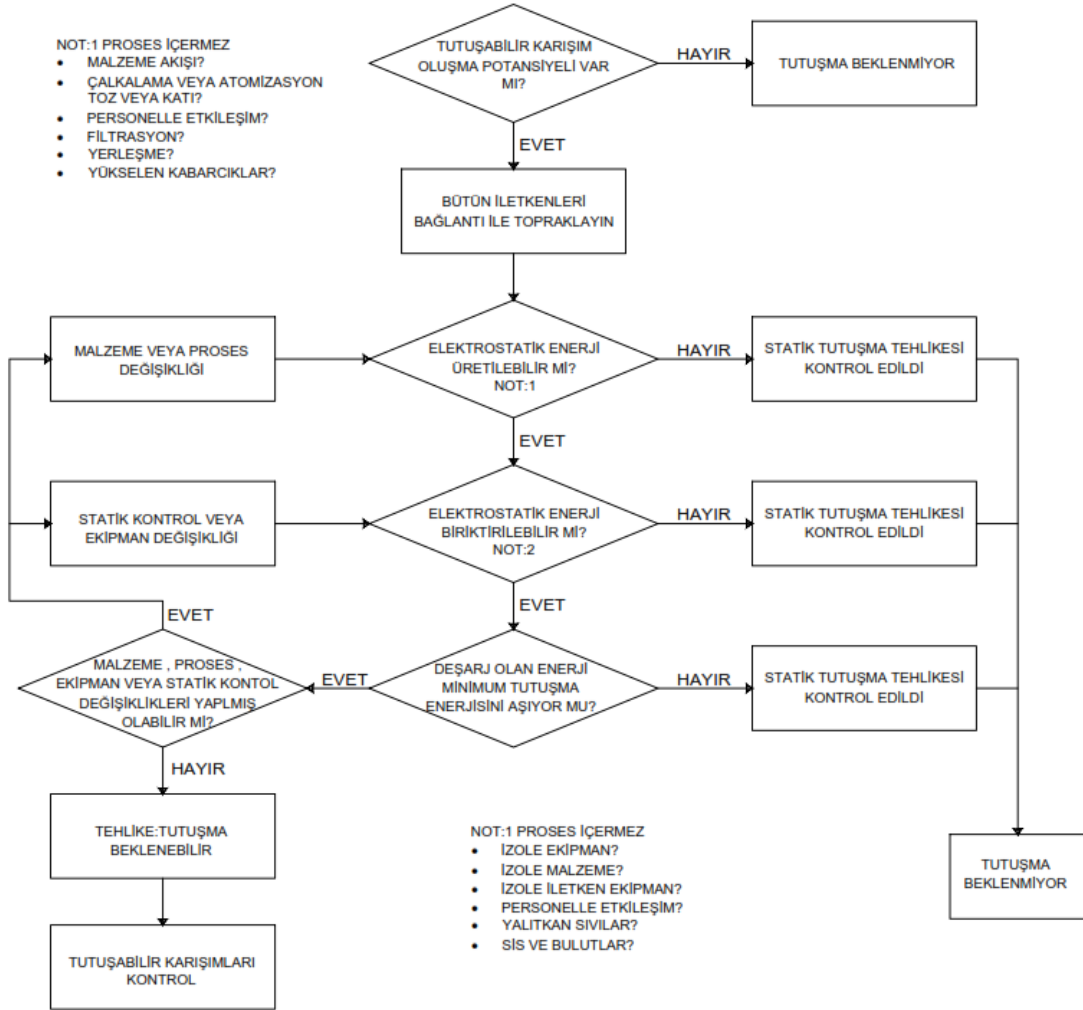 NOT:1 PROSES İÇERMEZ
• MALZEME AKIŞI?
• ÇALKALAMA VEYA ATOMİZASYON
TOZ VEYA KATI?
• PERSONELLE ETKİLEŞİM?
• FİLTRASYON?
• YERLEŞME?
• YÜKSELEN KABARCIKLAR?
TUTUŞABİLİR KARIŞIM
OLUŞMA POTANSİYELİ VAR
MI?
HAYIR
TUTUŞMA BEKLENMİYOR
EVET
BÜTÜN İLETKENLERİ
BAĞLANTI İLE TOPRAKLAYIN
MALZEME VEYA PROSES
DEĞİŞİKLİĞİ
ELEKTROSTATİK ENERJİ
ÜRETİLEBİLİR Mİ?
NOT:1
HAYIR
STATİK TUTUŞMA TEHLİKESİ
KONTROL EDİLDİ
EVET
STATİK KONTROL VEYA
EKİPMAN DEĞİŞİKLİĞİ
ELEKTROSTATİK ENERJİ
BİRİKTİRİLEBİLİR Mİ?
NOT:2
HAYIR
STATİK TUTUŞMA TEHLİKESİ
KONTROL EDİLDİ
EVET
EVET
MALZEME , PROSES ,
EKİPMAN VEYA STATİK KONTOL
DEĞİŞİKLİKLERİ YAPLMIŞ
OLABİLİR Mİ?
EVET
DEŞARJ OLAN ENERJİ
MİNİMUM TUTUŞMA
ENERJİSİNİ AŞIYOR MU?
HAYIR
STATİK TUTUŞMA TEHLİKESİ
KONTROL EDİLDİ
HAYIR
TEHLİKE:TUTUŞMA
BEKLENEBİLİR
TUTUŞABİLİR KARIŞIMLARI
KONTROL
NOT:1 PROSES İÇERMEZ
• İZOLE EKİPMAN?
• İZOLE MALZEME?
• İZOLE İLETKEN EKİPMAN?
• PERSONELLE ETKİLEŞİM?
• YALITKAN SIVILAR?
• SİS VE BULUTLAR?
TUTUŞMA
BEKLENMİYOR